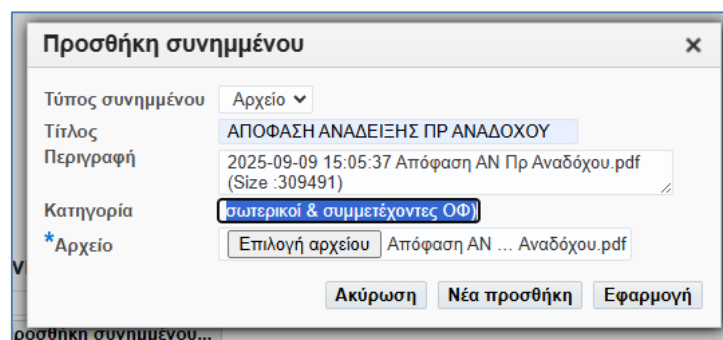 Προσθήκη συνημμένου
Τύπος συνημμένου Αρχείο
Τίτλος ΑΠΟΦΑΣΗ ΑΝΑΔΕΙΞΗΣ ΠΡ ΑΝΑΔΟΧΟΥ
Περιγραφή 2025-09-09 15:05:37 Απόφαση ΑΝ Πρ Αναδόχου.pdf
(Size :309491)
Κατηγορία σωτερικοί & συμμετέχοντες ΟΦ)
*Αρχείο Επιλογή αρχείου Απόφαση ΑΝ … Αναδόχου.pdf
Ακύρωση Νέα προσθήκη Εφαρμογή
ροσθήκη συνημμένου...